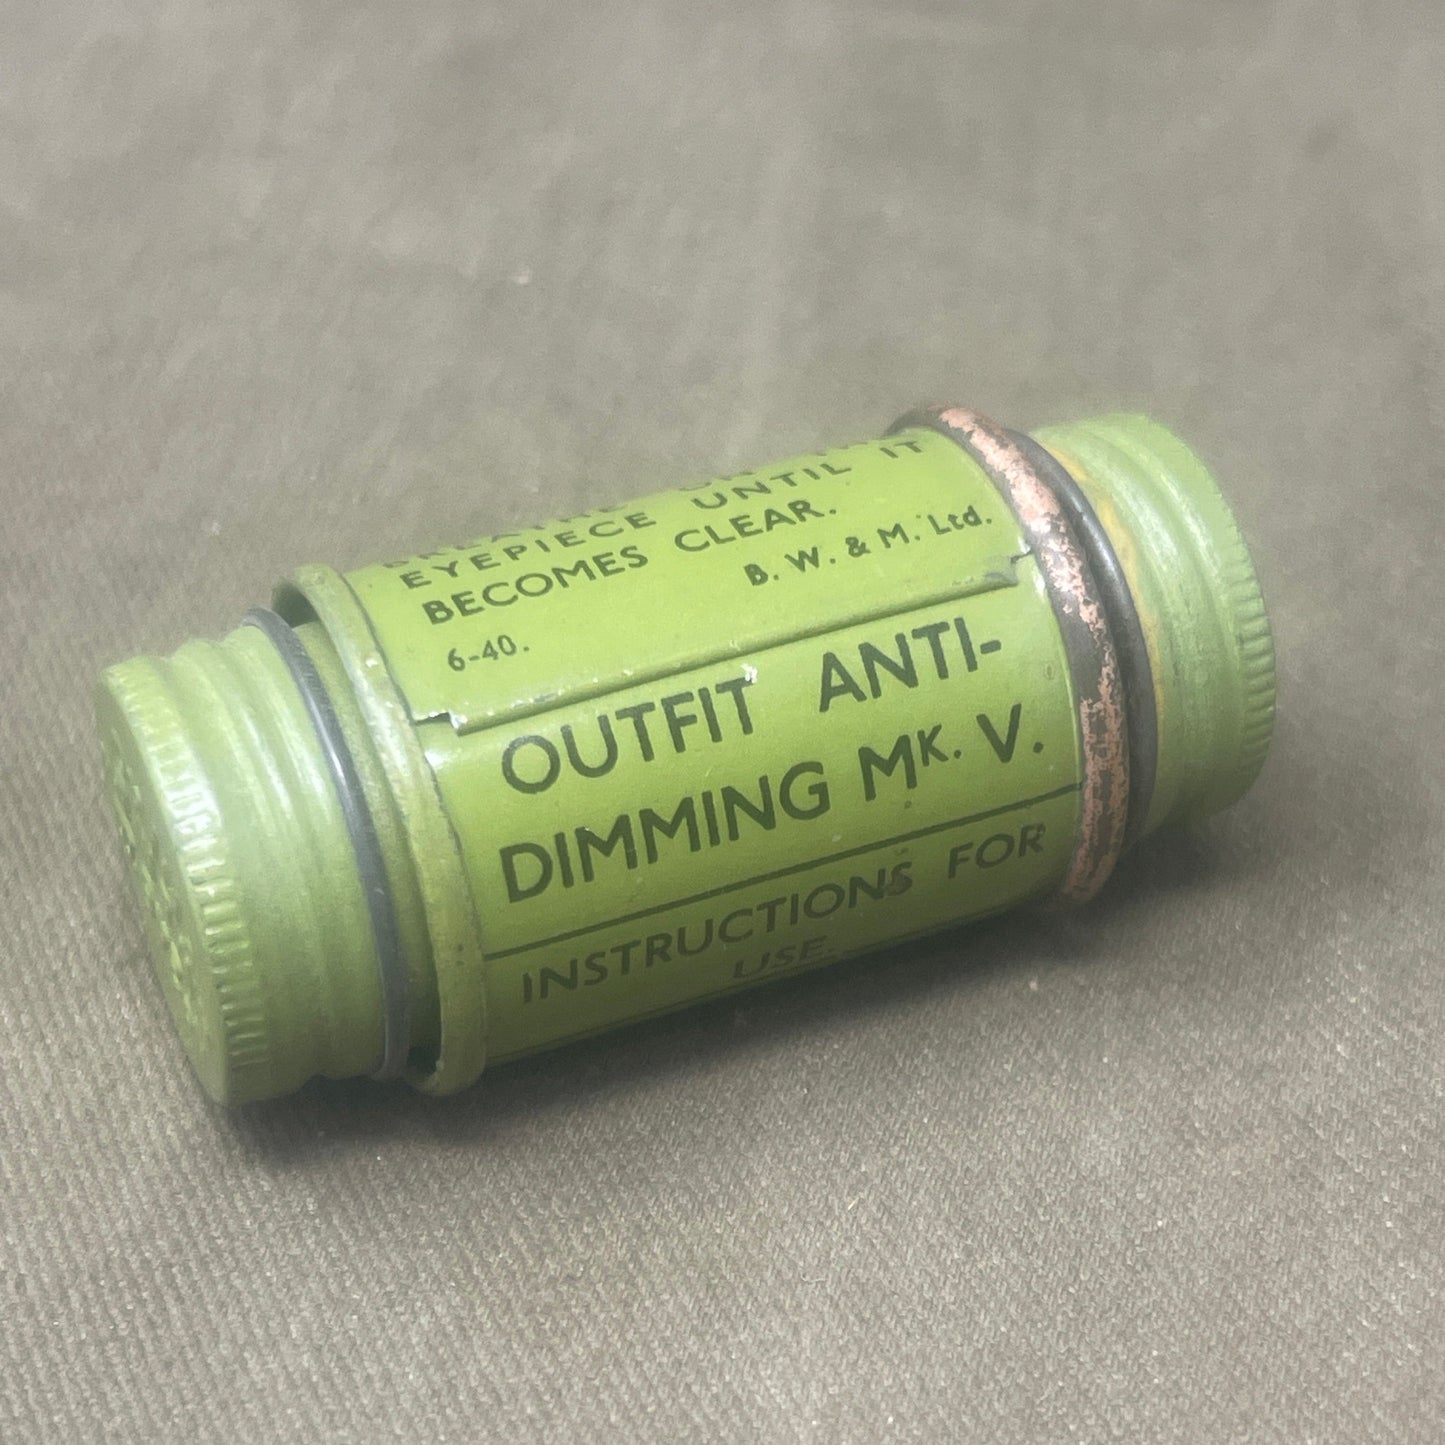 EYEPIECE UNTIL IT
BECOMES CLEAR.
B. W. & M. Ltd.
6-40.
OUTFIT ANTI-
DIMMING MK. V.
INSTRUCTIONS FOR
USE.